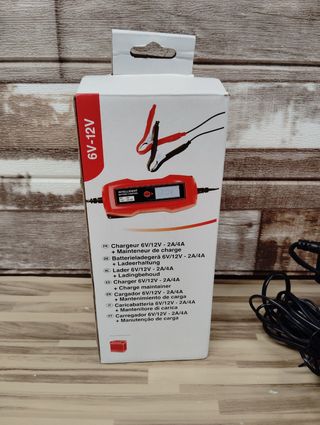 6V-12V
INTELLIGENT
Chargeur 6V/12V - 2A/4A
+ Mainteneur de charge
Batterieladegerä 6V/12V - 2A/4A
+ Ladeerhaltung
Lader 6V/12V - 2A/4A
+ Ladingbehoud
Charger 6V/12V - 2A/4A
+ Charge maintainer
Cargador 6V/12V - 2A/4A
+ Mantenimiento de carga
Caricabatteria 6V/12V - 2A/4A
+ Mantenitore di carica
Carregador 6V/12V - 2A/4A
+ Manutenção de carga